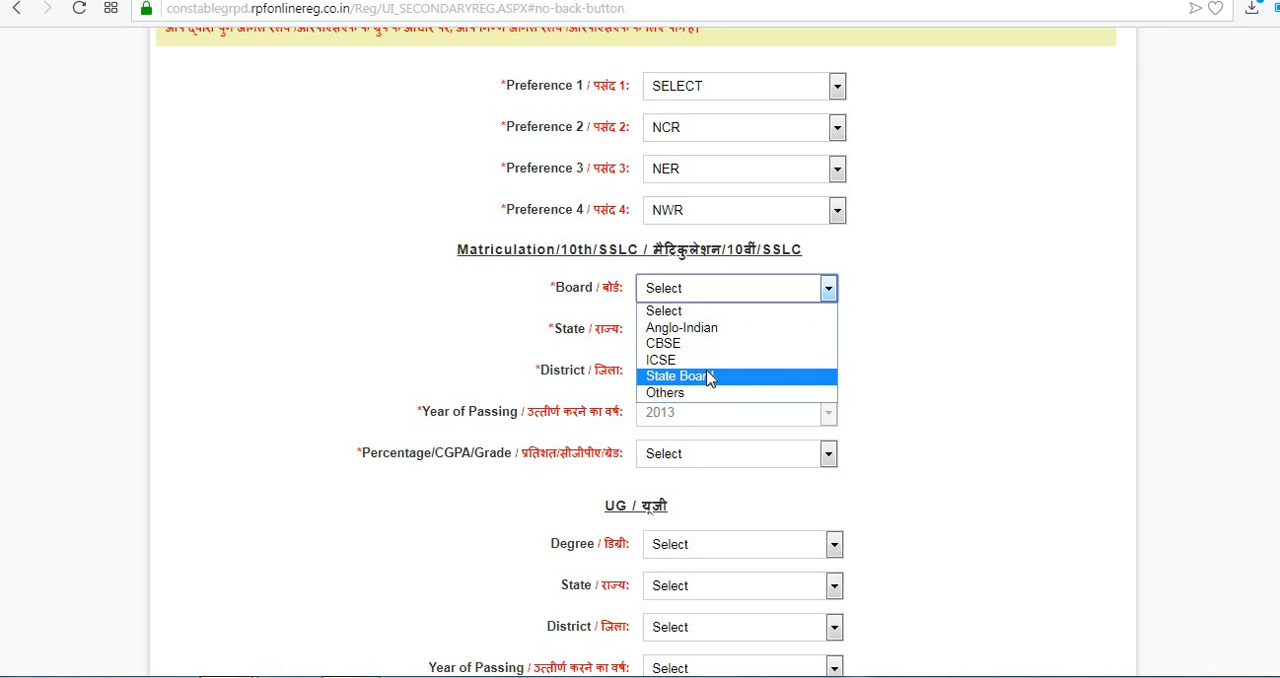 constablegrpd.rpfonlinereg.co.in/Reg/UI_SECONDARYREG.ASPX#no-back-button
*Preference 1 / पसंद 1: SELECT
*Preference 2 / पसंद 2: NCR
*Preference 3 / पसंद 3: NER
*Preference 4 / पसंद 4: NWR
Matriculation/10th/SSLC / मैट्रिकुलेशन/10वीं/SSLC
*Board / बोर्ड: Select
Select
*State / राज्य: Anglo-Indian
CBSE
ICSE
*District / जिला: State Board
Others
*Year of Passing / उत्तीर्ण करने का वर्ष: 2013
*Percentage/CGPA/Grade / प्रतिशत/सीजीपीए/ग्रेड: Select
UG / यूजी
Degree / डिग्री: Select
State / राज्य: Select
District / जिला: Select
Year of Passing / उत्तीर्ण करने का वर्ष: Select